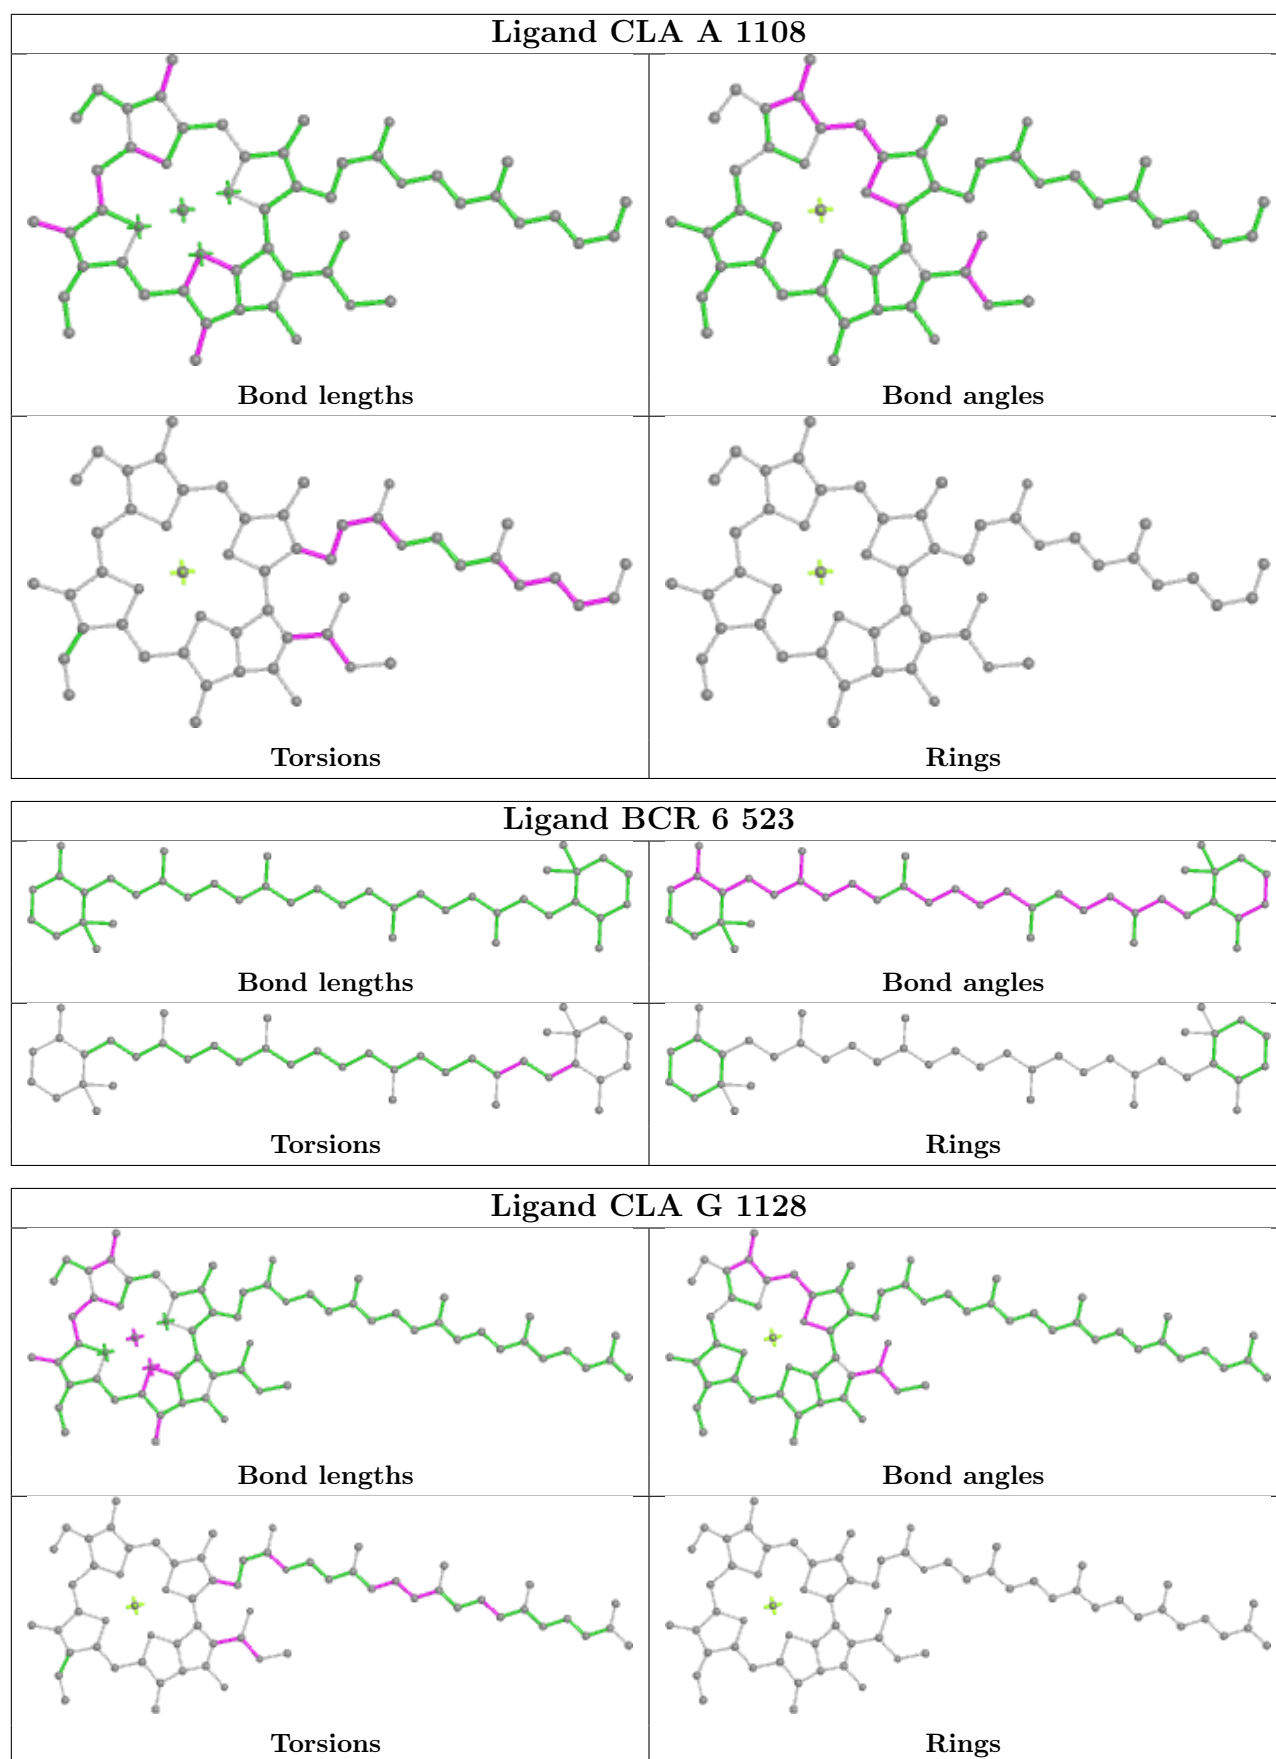 Ligand CLA A 1108
Bond lengths
Bond angles
Torsions
Rings
Ligand BCR 6 523
Bond lengths
Bond angles
Torsions
Rings
Ligand CLA G 1128
Bond lengths
Bond angles
Torsions
Rings